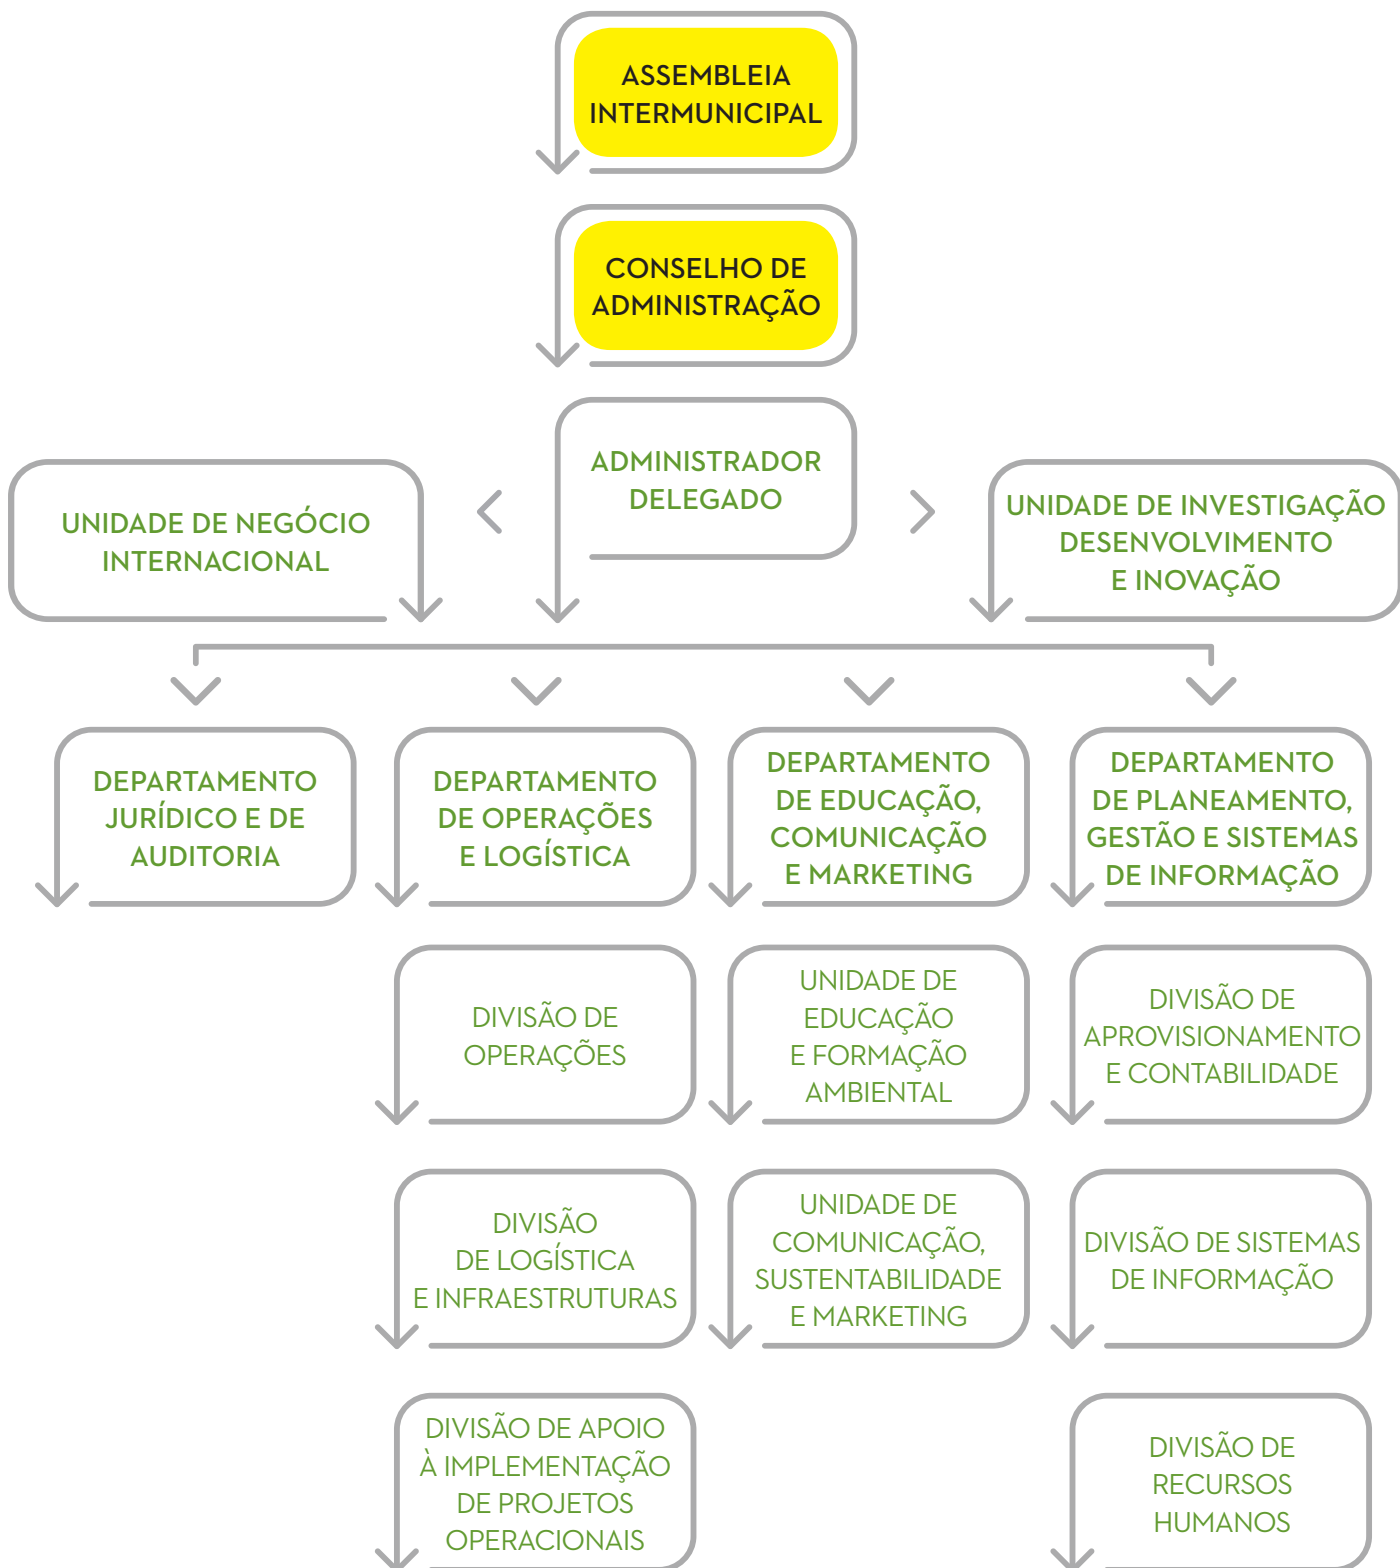 ASSEMBLEIA
INTERMUNICIPAL
CONSELHO DE
ADMINISTRAÇÃO
ADMINISTRADOR
DELEGADO
UNIDADE DE NEGÓCIO
INTERNACIONAL
UNIDADE DE INVESTIGAÇÃO
DESENVOLVIMENTO
E INOVAÇÃO
DEPARTAMENTO
JURÍDICO E DE
AUDITORIA
DEPARTAMENTO
DE OPERAÇÕES
E LOGÍSTICA
DEPARTAMENTO
DE EDUCAÇÃO,
COMUNICAÇÃO
E MARKETING
DEPARTAMENTO
DE PLANEAMENTO,
GESTÃO E SISTEMAS
DE INFORMAÇÃO
DIVISÃO DE
OPERAÇÕES
UNIDADE DE
EDUCAÇÃO
E FORMAÇÃO
AMBIENTAL
DIVISÃO DE
APROVISIONAMENTO
E CONTABILIDADE
DIVISÃO
DE LOGÍSTICA
E INFRAESTRUTURAS
UNIDADE DE
COMUNICAÇÃO,
SUSTENTABILIDADE
E MARKETING
DIVISÃO DE SISTEMAS
DE INFORMAÇÃO
DIVISÃO DE APOIO
À IMPLEMENTAÇÃO
DE PROJETOS
OPERACIONAIS
DIVISÃO DE
RECURSOS
HUMANOS